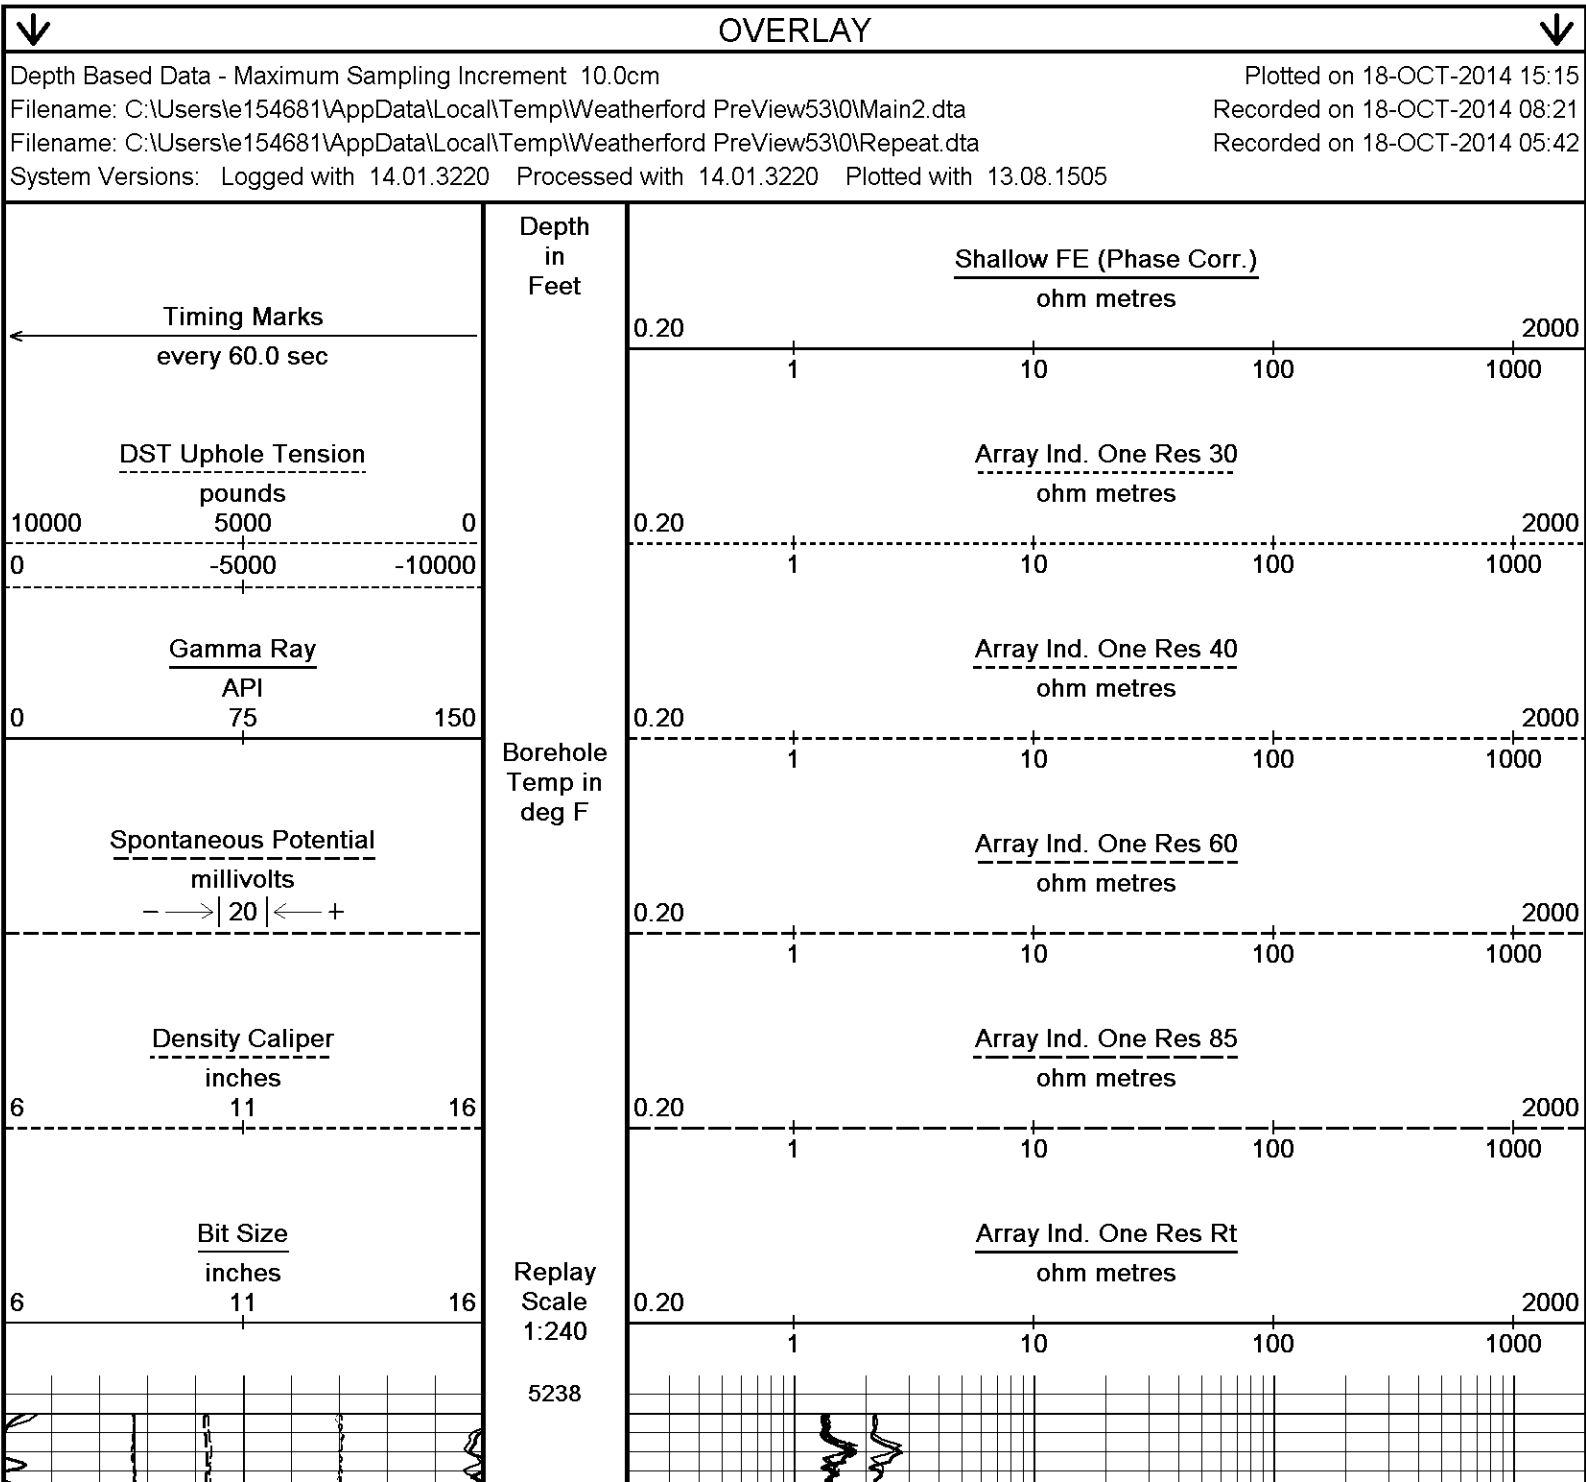 OVERLAY
Depth Based Data - Maximum Sampling Increment 10.0cm
Plotted on 18-OCT-2014 15:15
Filename: C:\Users\e154681\AppData\Local\Temp\Weatherford PreView53\0\Main2.dta
Recorded on 18-OCT-2014 08:21
Filename: C:\Users\e154681\AppData\Local\Temp\Weatherford PreView53\0\Repeat.dta
Recorded on 18-OCT-2014 05:42
System Versions: Logged with 14.01.3220 Processed with 14.01.3220 Plotted with 13.08.1505
Timing Marks
every 60.0 sec
DST Uphole Tension
pounds
10000 5000 0
0 -5000 -10000
Gamma Ray
API
0 75 150
Spontaneous Potential
millivolts
− 20 +
Density Caliper
inches
6 11 16
Bit Size
inches
6 11 16
Depth
in
Feet
Borehole
Temp in
deg F
Replay
Scale
1:240
5238
Shallow FE (Phase Corr.)
ohm metres
0.20 2000
1 10 100 1000
Array Ind. One Res 30
ohm metres
0.20 2000
1 10 100 1000
Array Ind. One Res 40
ohm metres
0.20 2000
1 10 100 1000
Array Ind. One Res 60
ohm metres
0.20 2000
1 10 100 1000
Array Ind. One Res 85
ohm metres
0.20 2000
1 10 100 1000
Array Ind. One Res Rt
ohm metres
0.20 2000
1 10 100 1000